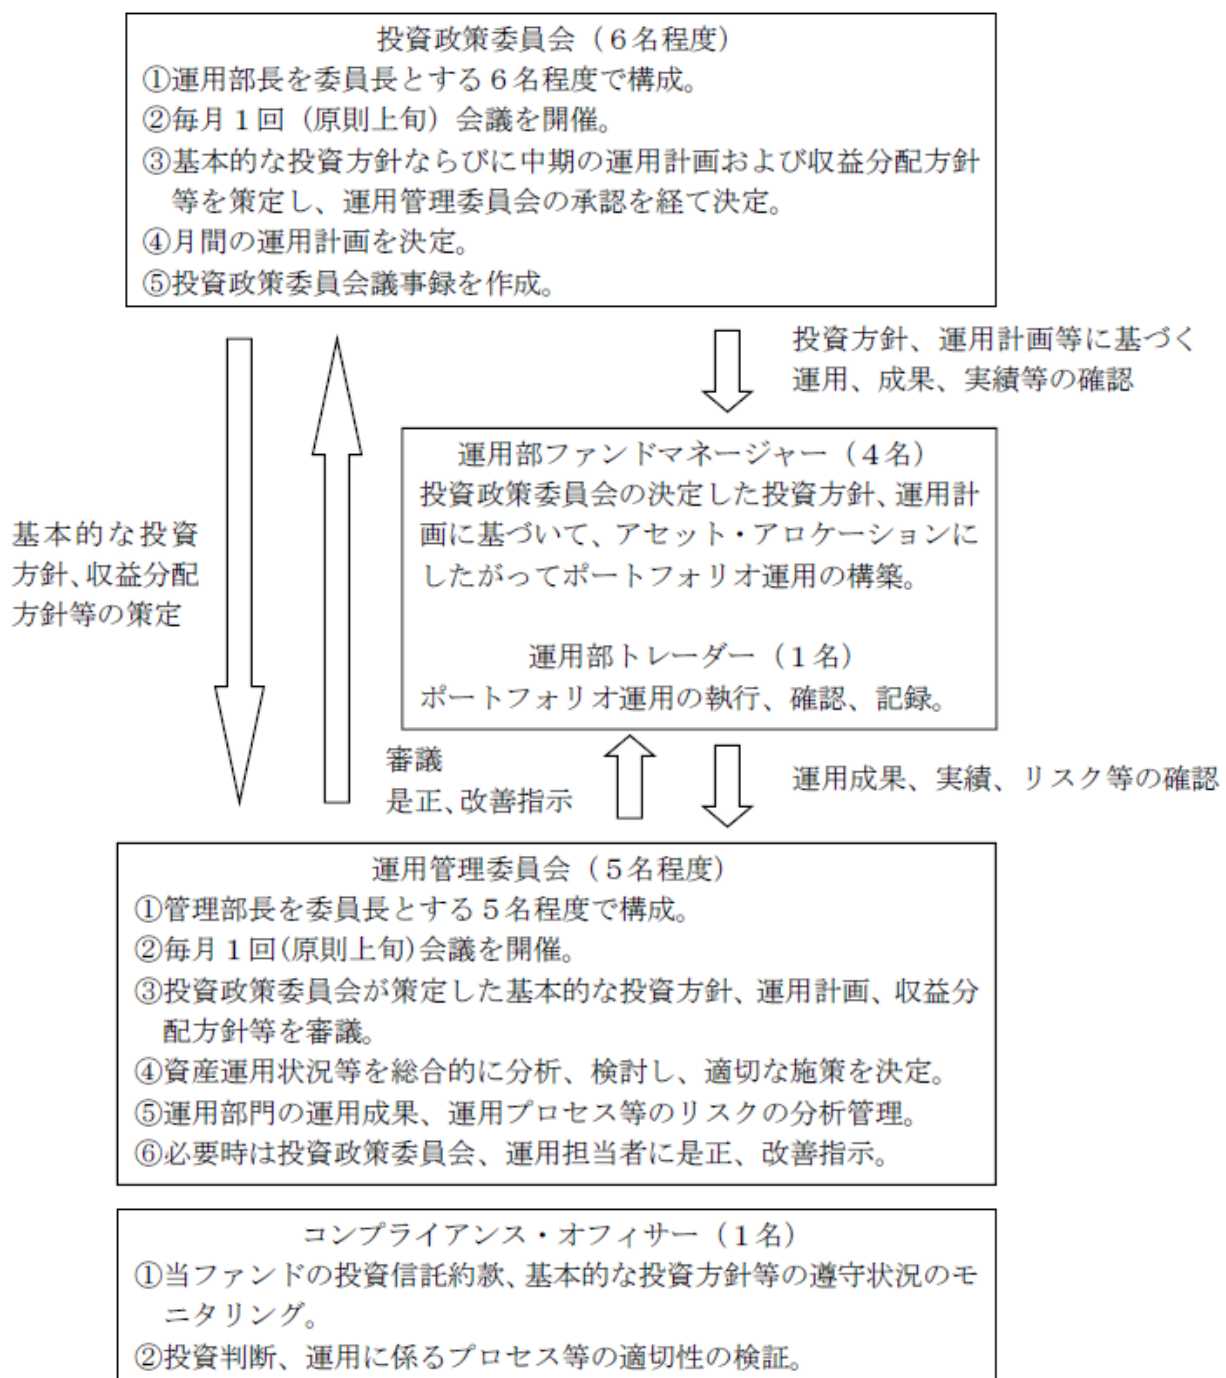 投資政策委員会（６名程度）
①運用部長を委員長とする６名程度で構成。
②毎月１回（原則上旬）会議を開催。
③基本的な投資方針ならびに中期の運用計画および収益分配方針
等を策定し、運用管理委員会の承認を経て決定。
④月間の運用計画を決定。
⑤投資政策委員会議事録を作成。
投資方針、運用計画等に基づく
運用、成果、実績等の確認
運用部ファンドマネージャー（４名）
投資政策委員会の決定した投資方針、運用計
画に基づいて、アセット・アロケーションに
したがってポートフォリオ運用の構築。
運用部トレーダー（１名）
ポートフォリオ運用の執行、確認、記録。
基本的な投資
方針、収益分配
方針等の策定
審議
是正、改善指示
運用成果、実績、リスク等の確認
運用管理委員会（５名程度）
①管理部長を委員長とする５名程度で構成。
②毎月１回(原則上旬)会議を開催。
③投資政策委員会が策定した基本的な投資方針、運用計画、収益分
配方針等を審議。
④資産運用状況等を総合的に分析、検討し、適切な施策を決定。
⑤運用部門の運用成果、運用プロセス等のリスクの分析管理。
⑥必要時は投資政策委員会、運用担当者に是正、改善指示。
コンプライアンス・オフィサー（１名）
①当ファンドの投資信託約款、基本的な投資方針等の遵守状況のモ
ニタリング。
②投資判断、運用に係るプロセス等の適切性の検証。